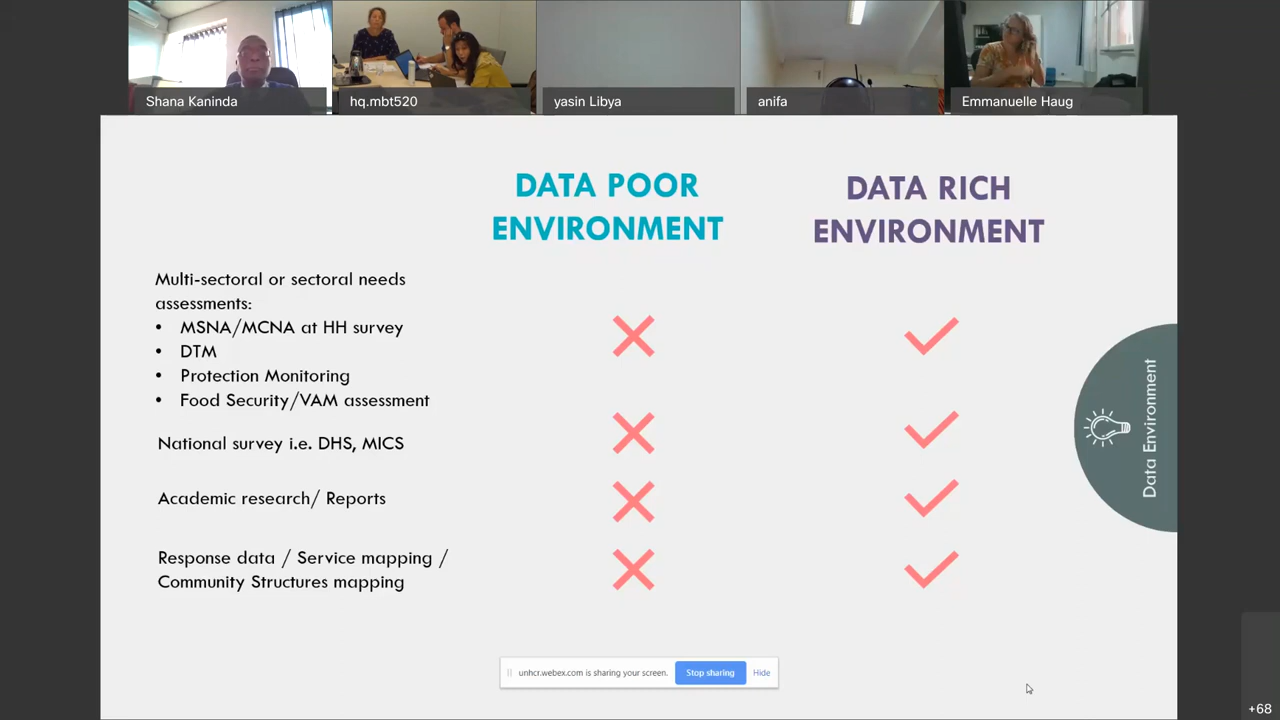 Shana Kaninda
hq.mbt520
yasin Libya
anifa
Emmanuelle Haug
DATA POOR
ENVIRONMENT
DATA RICH
ENVIRONMENT
Multi-sectoral or sectoral needs
assessments:
• MSNA/MCNA at HH survey
• DTM
• Protection Monitoring
• Food Security/VAM assessment
National survey i.e. DHS, MICS
Academic research/ Reports
Response data / Service mapping /
Community Structures mapping
Data Environment
unhcr.webex.com is sharing your screen.
Stop sharing
Hide
+68